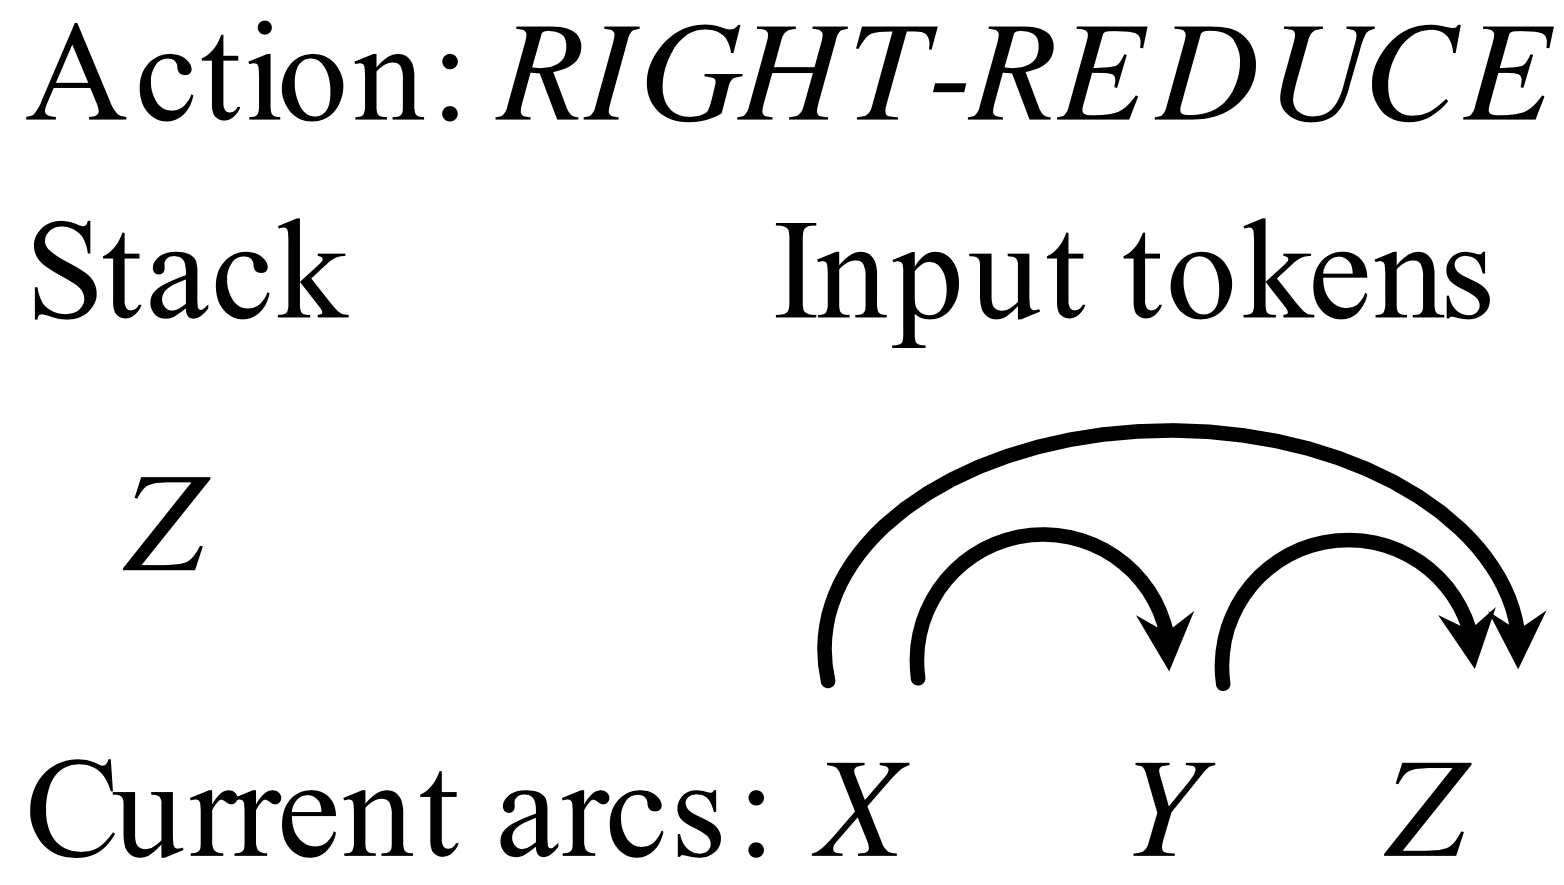 Action: RIGHT-REDUCE
Stack Input tokens
Z
Current arcs: X Y Z